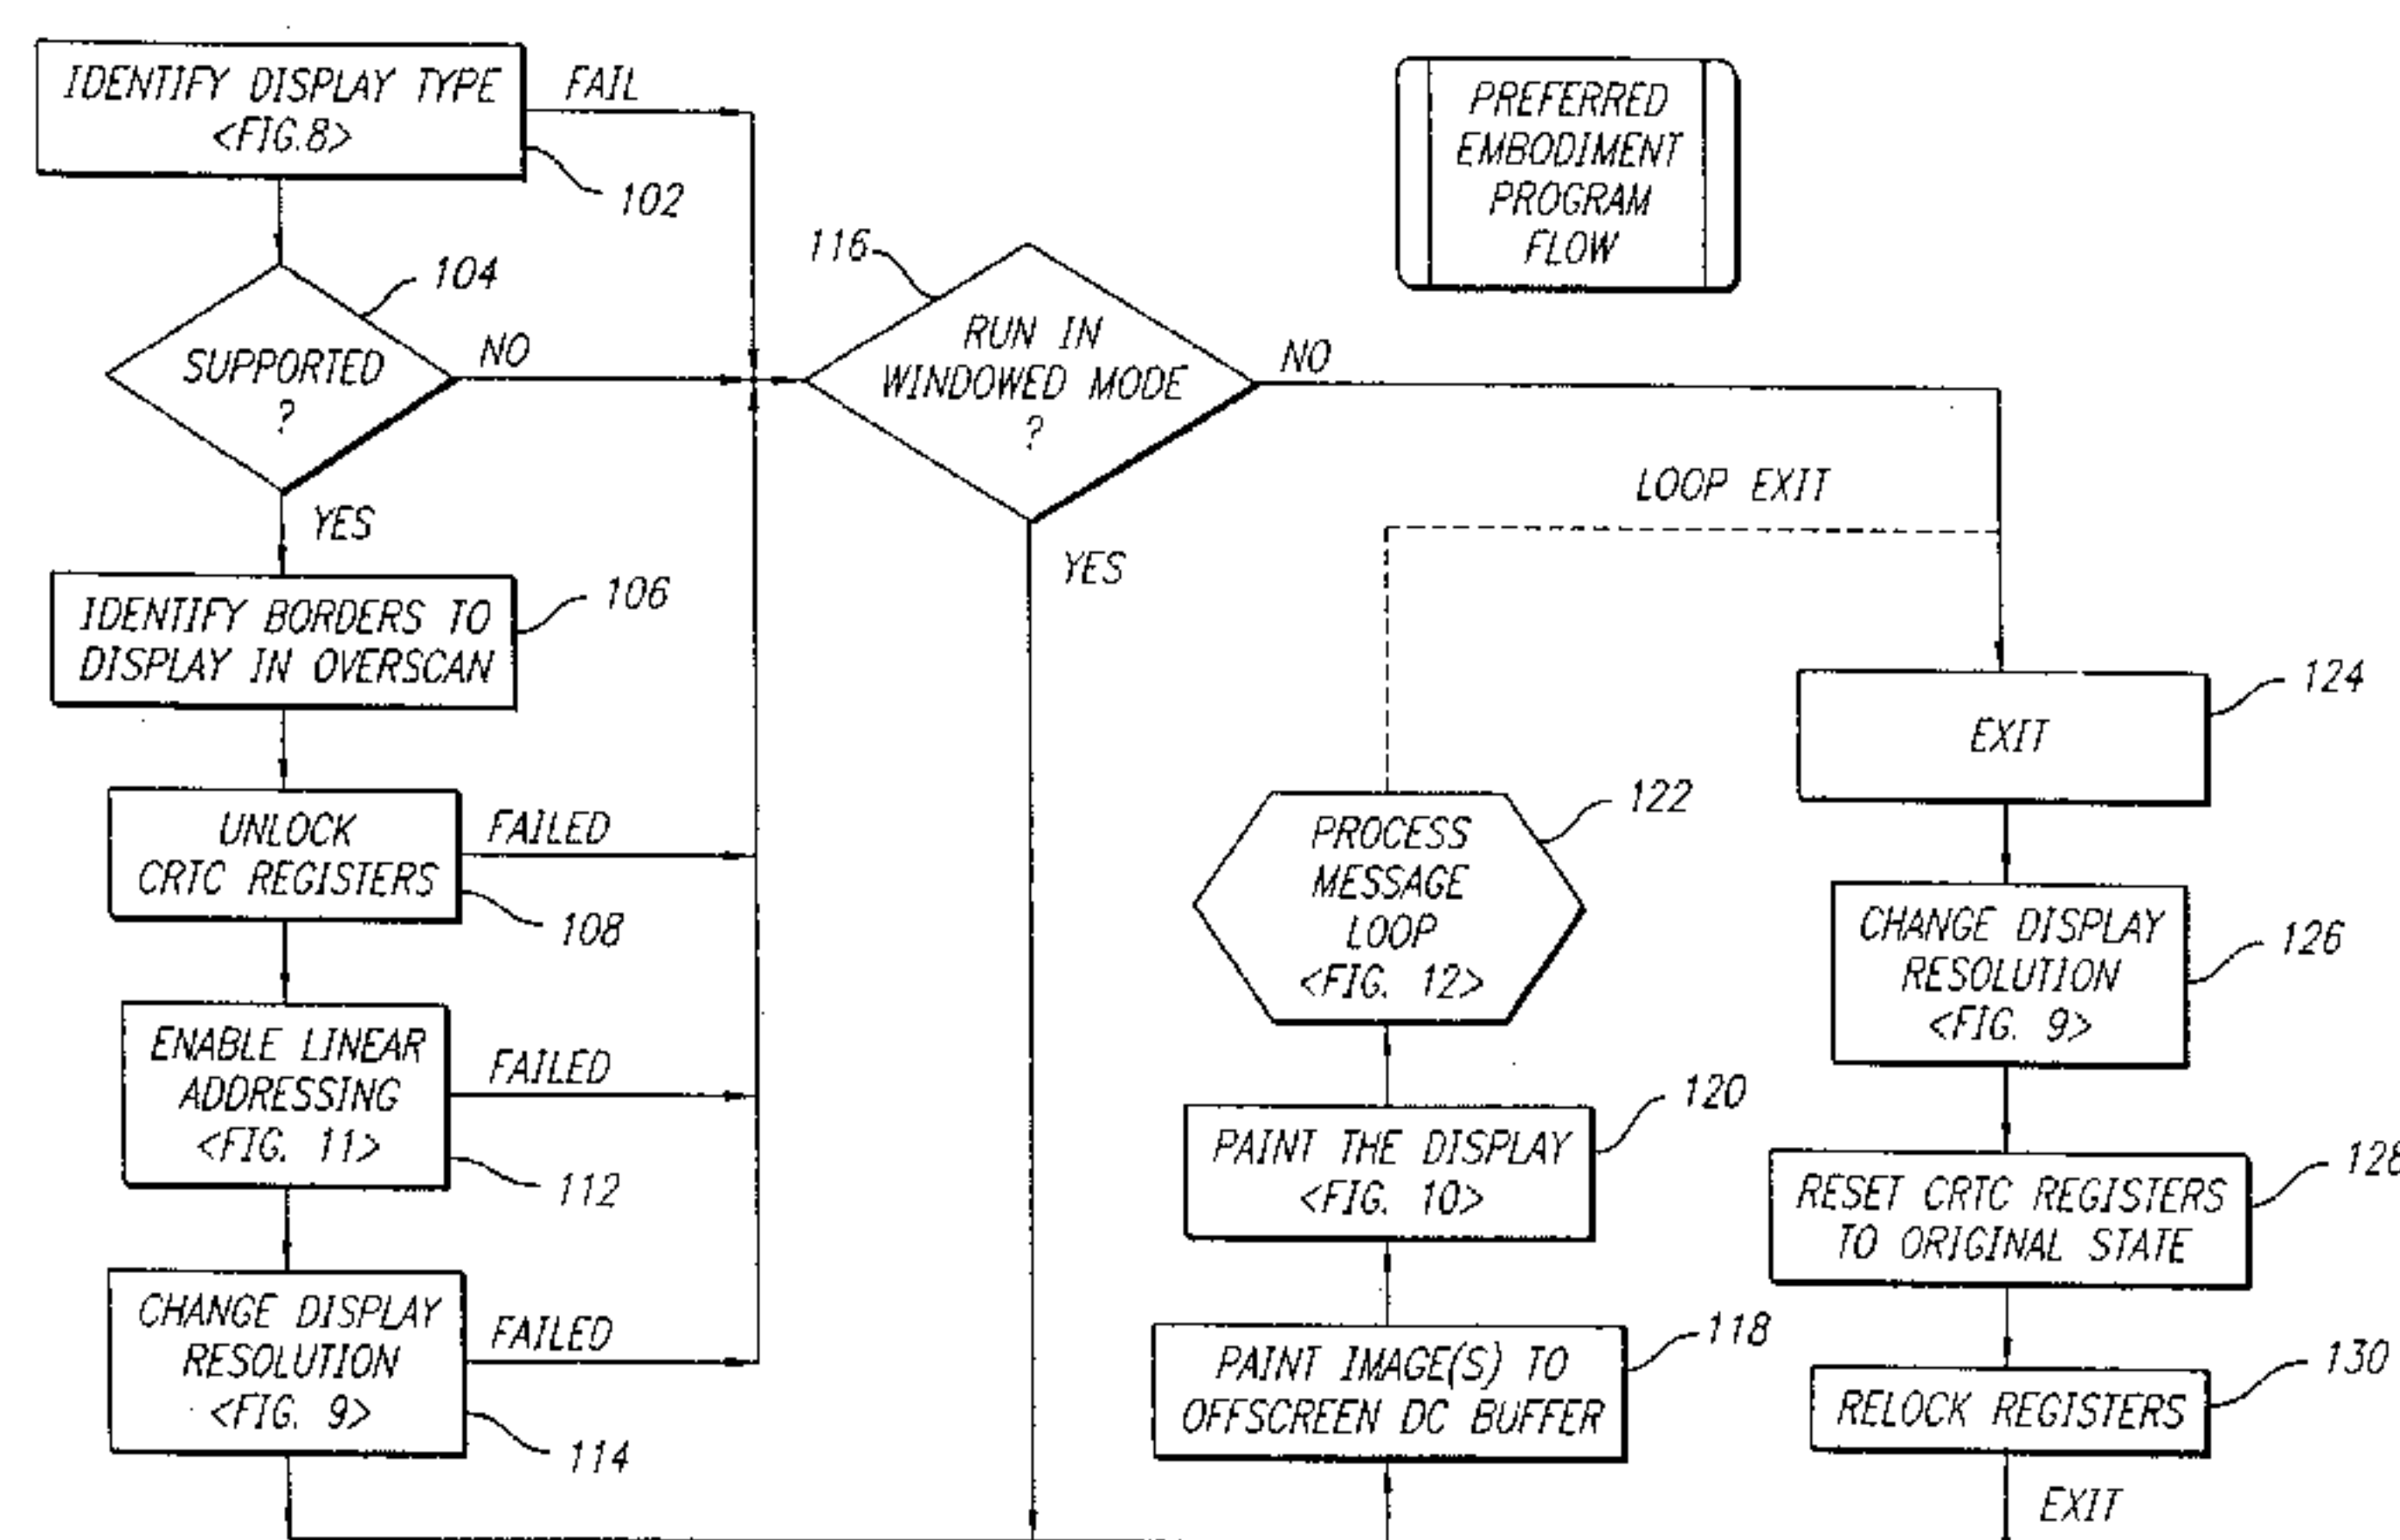 IDENTIFY DISPLAY TYPE
<FIG.8>
FAIL
102
104
SUPPORTED
?
NO
YES
IDENTIFY BORDERS TO
DISPLAY IN OVERSCAN
106
UNLOCK
CRTC REGISTERS
FAILED
108
ENABLE LINEAR
ADDRESSING
<FIG. 11>
FAILED
112
CHANGE DISPLAY
RESOLUTION
<FIG. 9>
FAILED
114
116
RUN IN
WINDOWED MODE
?
NO
YES
PREFERRED
EMBODIMENT
PROGRAM
FLOW
LOOP EXIT
PROCESS
MESSAGE
LOOP
<FIG. 12>
122
PAINT THE DISPLAY
<FIG. 10>
120
PAINT IMAGE(S) TO
OFFSCREEN DC BUFFER
118
EXIT
124
CHANGE DISPLAY
RESOLUTION
<FIG. 9>
126
RESET CRTC REGISTERS
TO ORIGINAL STATE
128
RELOCK REGISTERS
130
EXIT